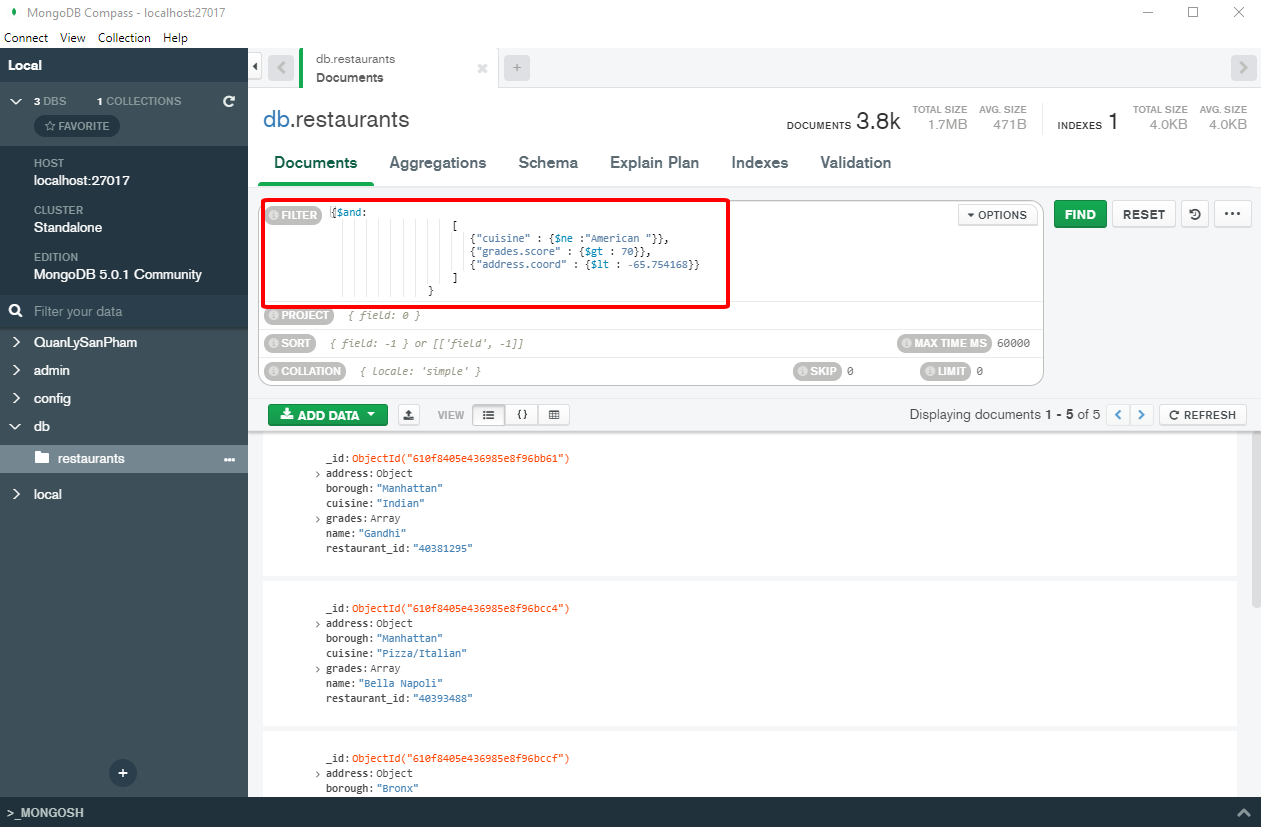 MongoDB Compass - localhost:27017
Connect View Collection Help
Local
3 DBS 1 COLLECTIONS
FAVORITE
HOST
localhost:27017
CLUSTER
Standalone
EDITION
MongoDB 5.0.1 Community
Filter your data
QuanLySanPham
admin
config
db
restaurants
local
>_MONGOSH
db.restaurants
Documents
db.restaurants
DOCUMENTS 3.8k
TOTAL SIZE
1.7MB
AVG. SIZE
471B
INDEXES 1
TOTAL SIZE
4.0KB
AVG. SIZE
4.0KB
Documents Aggregations Schema Explain Plan Indexes Validation
FILTER {$and:
[
{"cuisine" : {$ne :"American "}},
{"grades.score" : {$gt : 70}},
{"address.coord" : {$lt : -65.754168}}
]
}
OPTIONS
FIND RESET
PROJECT { field: 0 }
SORT { field: -1 } or [['field', -1]]
MAX TIME MS 60000
COLLATION { locale: 'simple' }
SKIP 0 LIMIT 0
ADD DATA VIEW {} Displaying documents 1 - 5 of 5 REFRESH
_id: ObjectId("610f8405e436985e8f96bb61")
address: Object
borough: "Manhattan"
cuisine: "Indian"
grades: Array
name: "Gandhi"
restaurant_id: "40381295"
_id: ObjectId("610f8405e436985e8f96bcc4")
address: Object
borough: "Manhattan"
cuisine: "Pizza/Italian"
grades: Array
name: "Bella Napoli"
restaurant_id: "40393488"
_id: ObjectId("610f8405e436985e8f96bccf")
address: Object
borough: "Bronx"